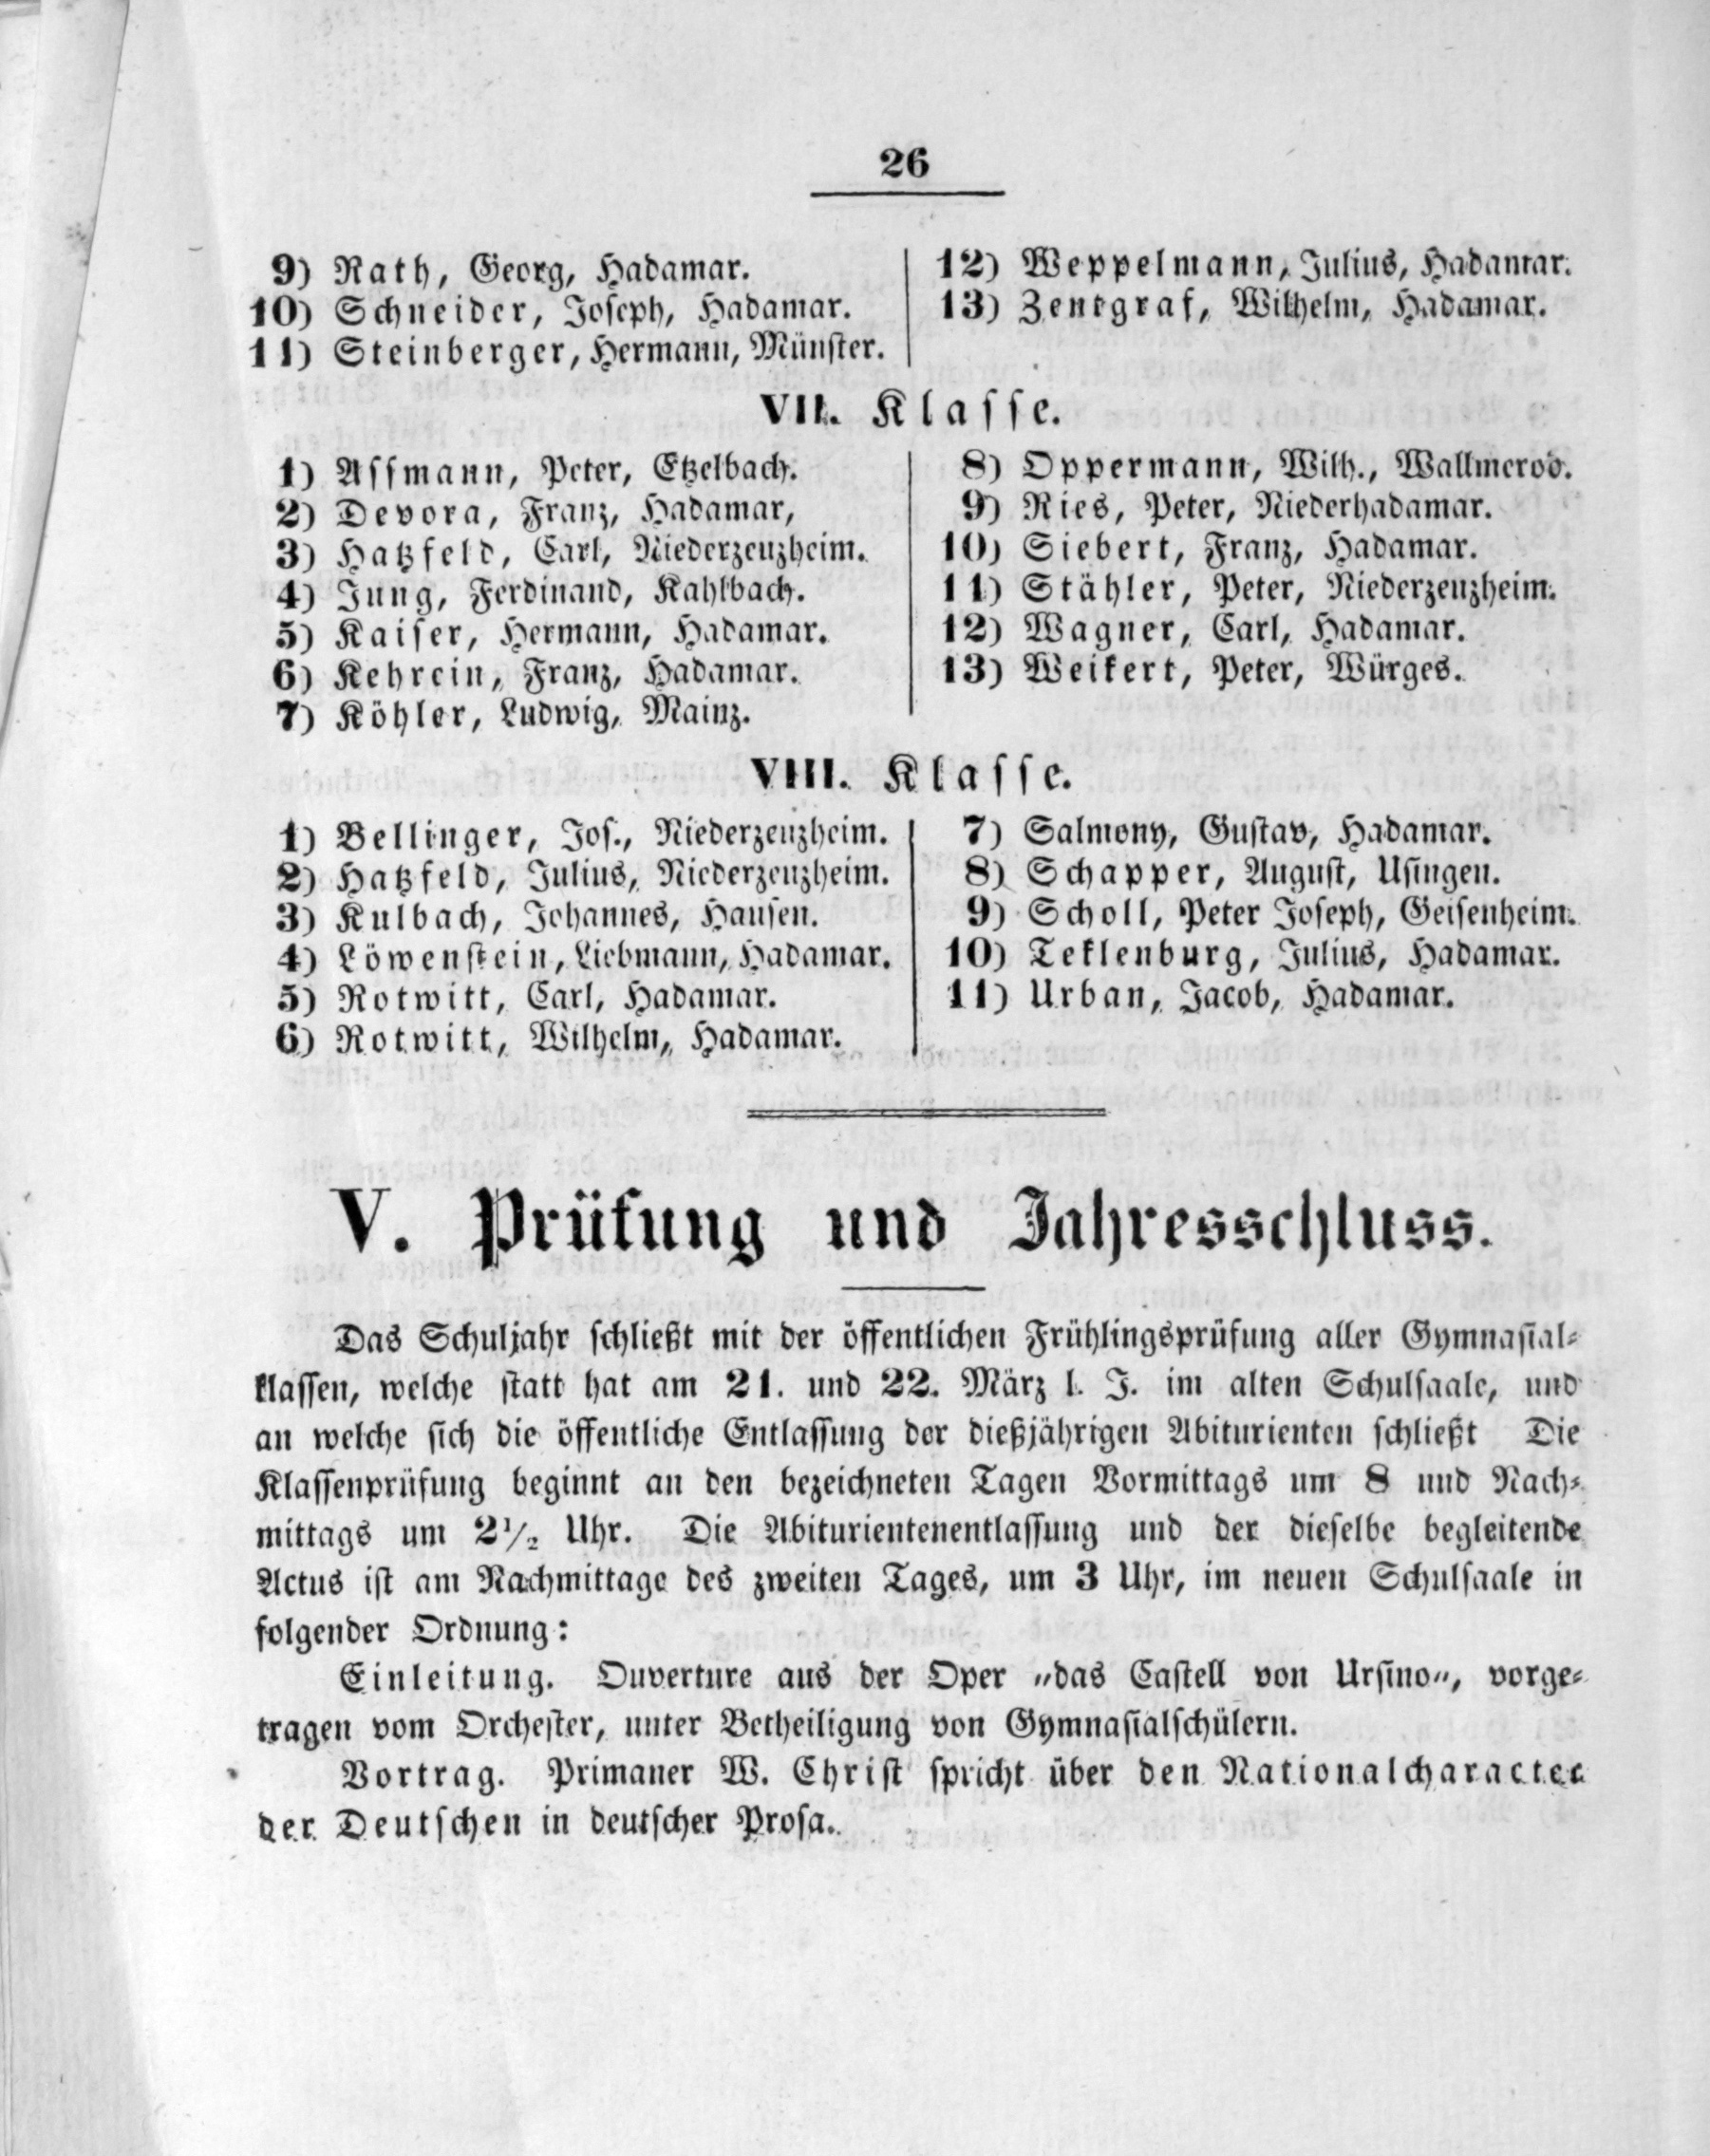 26
9) Rath, Georg, Hadamar.
10) Schneider, Joseph, Hadamar.
11) Steinberger, Hermann, Münster.
12) Weppelmann, Julius, Hadamar.
13) Zentgraf, Wilhelm, Hadamar.
VII. Klasse.
1) Assmann, Peter, Etzelbach.
2) Devora, Franz, Hadamar,
3) Hatzfeld, Carl, Niederzeuzheim.
4) Jung, Ferdinand, Kahlbach.
5) Kaiser, Hermann, Hadamar.
6) Kehrein, Franz, Hadamar.
7) Köhler, Ludwig, Mainz.
8) Oppermann, Wilh., Wallmerod.
9) Ries, Peter, Niederhadamar.
10) Siebert, Franz, Hadamar.
11) Stähler, Peter, Niederzeuzheim.
12) Wagner, Carl, Hadamar.
13) Weikert, Peter, Würges.
VIII. Klasse.
1) Bellinger, Jos., Niederzeuzheim.
2) Hatzfeld, Julius, Niederzeuzheim.
3) Kulbach, Johannes, Hausen.
4) Löwenstein, Liebmann, Hadamar.
5) Rotwitt, Carl, Hadamar.
6) Rotwitt, Wilhelm, Hadamar.
7) Salmony, Gustav, Hadamar.
8) Schapper, August, Usingen.
9) Scholl, Peter Joseph, Geisenheim.
10) Teklenburg, Julius, Hadamar.
11) Urban, Jacob, Hadamar.
V. Prüfung und Jahresschluss.
Das Schuljahr schließt mit der öffentlichen Frühlingsprüfung aller Gymnasial-
klassen, welche statt hat am 21. und 22. März l. J. im alten Schulsaale, und
an welche sich die öffentliche Entlassung der dießjährigen Abiturienten schließt Die
Klassenprüfung beginnt an den bezeichneten Tagen Vormittags um 8 und Nach-
mittags um 2½ Uhr. Die Abiturientenentlassung und der dieselbe begleitende
Actus ist am Nachmittage des zweiten Tages, um 3 Uhr, im neuen Schulsaale in
folgender Ordnung:
Einleitung. Ouverture aus der Oper „das Castell von Ursino“, vorge-
tragen vom Orchester, unter Betheiligung von Gymnasialschülern.
Vortrag. Primaner W. Christ spricht über den Nationalcharacter
der Deutschen in deutscher Prosa.